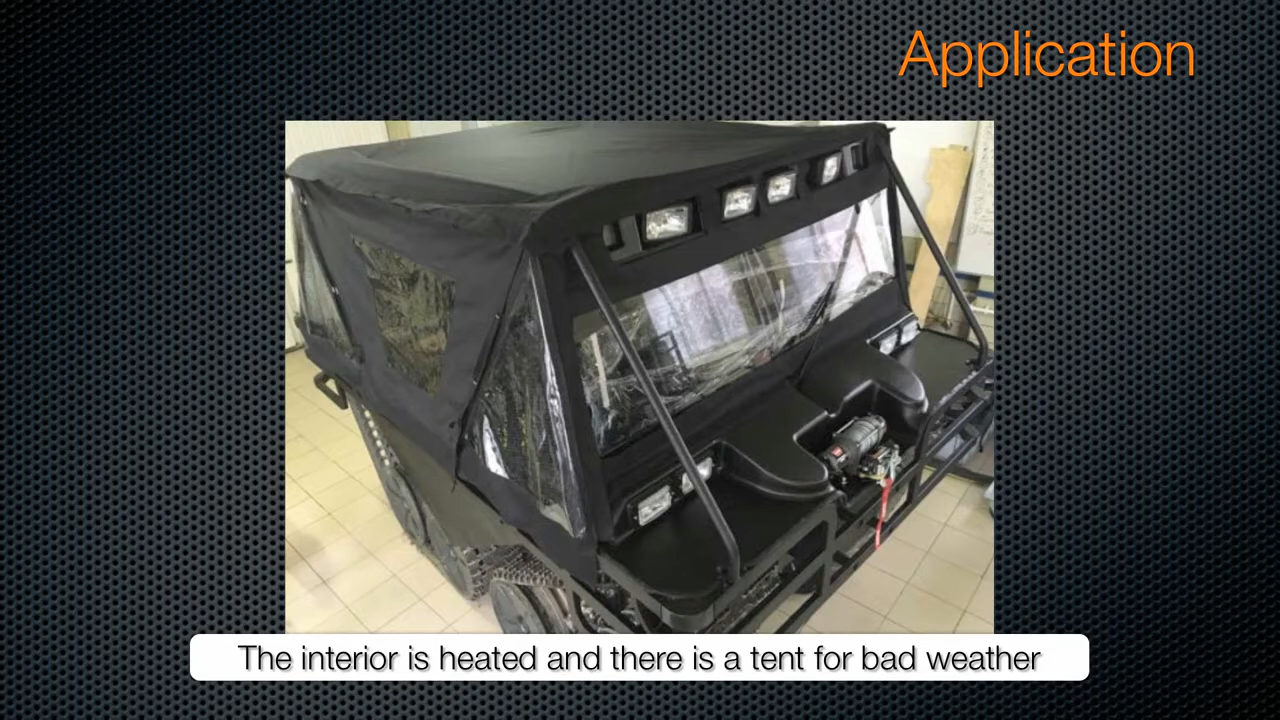 Application
The interior is heated and there is a tent for bad weather